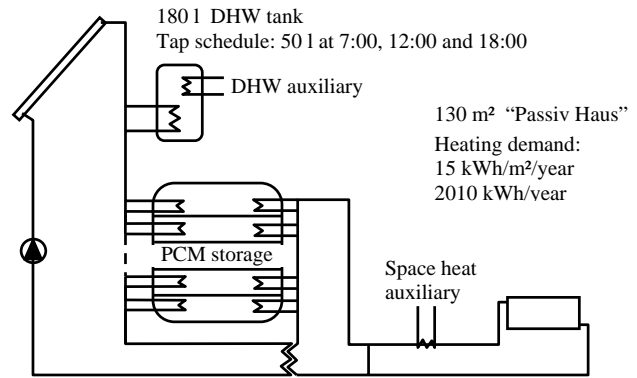 180 l DHW tank
Tap schedule: 50 l at 7:00, 12:00 and 18:00
DHW auxiliary
130 m² “Passiv Haus”
Heating demand:
15 kWh/m²/year
2010 kWh/year
PCM storage
Space heat
auxiliary